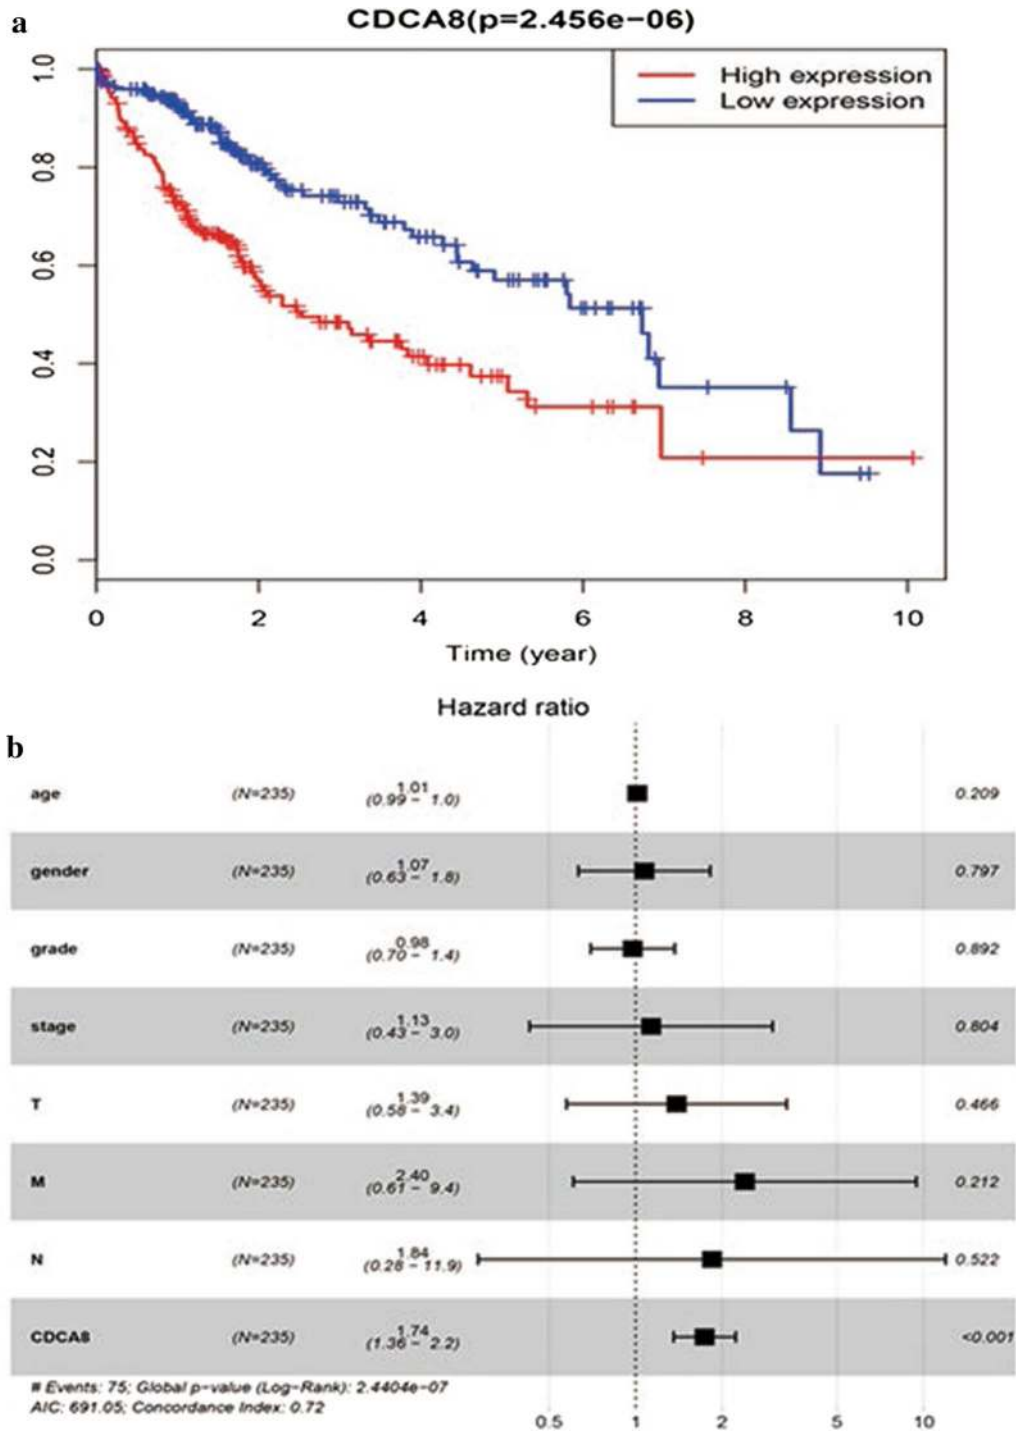 a
CDCA8(p=2.456e−06)
1.0
0.8
0.6
0.4
0.2
0.0
High expression
Low expression
0 2 4 6 8 10
Time (year)
Hazard ratio
b
age (N=235) 1.01 0.209
(0.99 − 1.0)
gender (N=235) 1.07 0.797
(0.63 − 1.8)
grade (N=235) 0.98 0.892
(0.70 − 1.4)
stage (N=235) 1.13 0.804
(0.43 − 3.0)
T (N=235) 1.39 0.466
(0.58 − 3.4)
M (N=235) 2.40 0.212
(0.61 − 9.4)
N (N=235) 1.84 0.522
(0.28 − 11.9)
CDCA8 (N=235) 1.74 <0.001
(1.36 − 2.2)
# Events: 75; Global p−value (Log−Rank): 2.4404e−07
AIC: 691.05; Concordance Index: 0.72
0.5 1 2 5 10